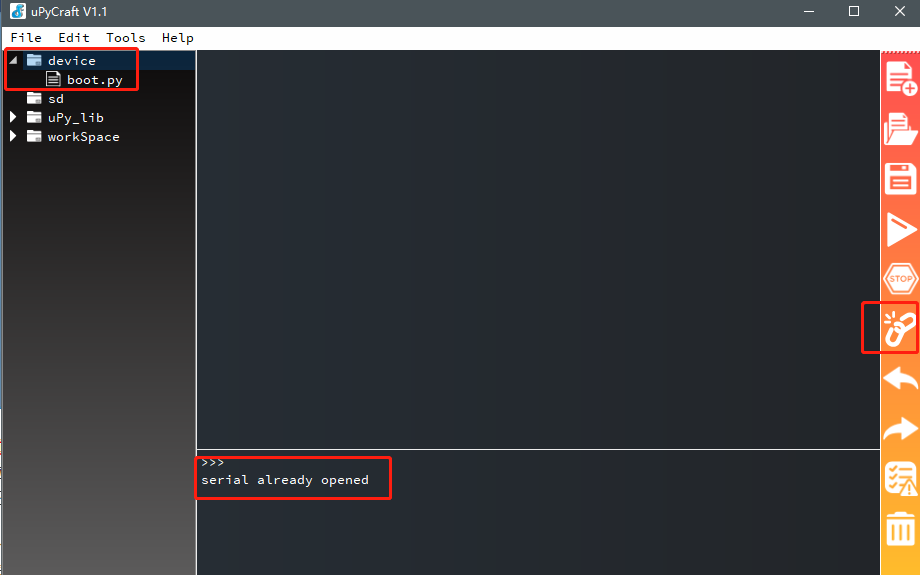 uPyCraft V1.1
File Edit Tools Help
device
boot.py
sd
uPy_lib
workSpace
STOP
>>>
serial already opened